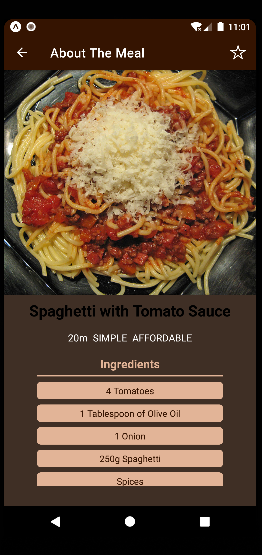 11:01
About The Meal
Spaghetti with Tomato Sauce
20m SIMPLE AFFORDABLE
Ingredients
4 Tomatoes
1 Tablespoon of Olive Oil
1 Onion
250g Spaghetti
Spices